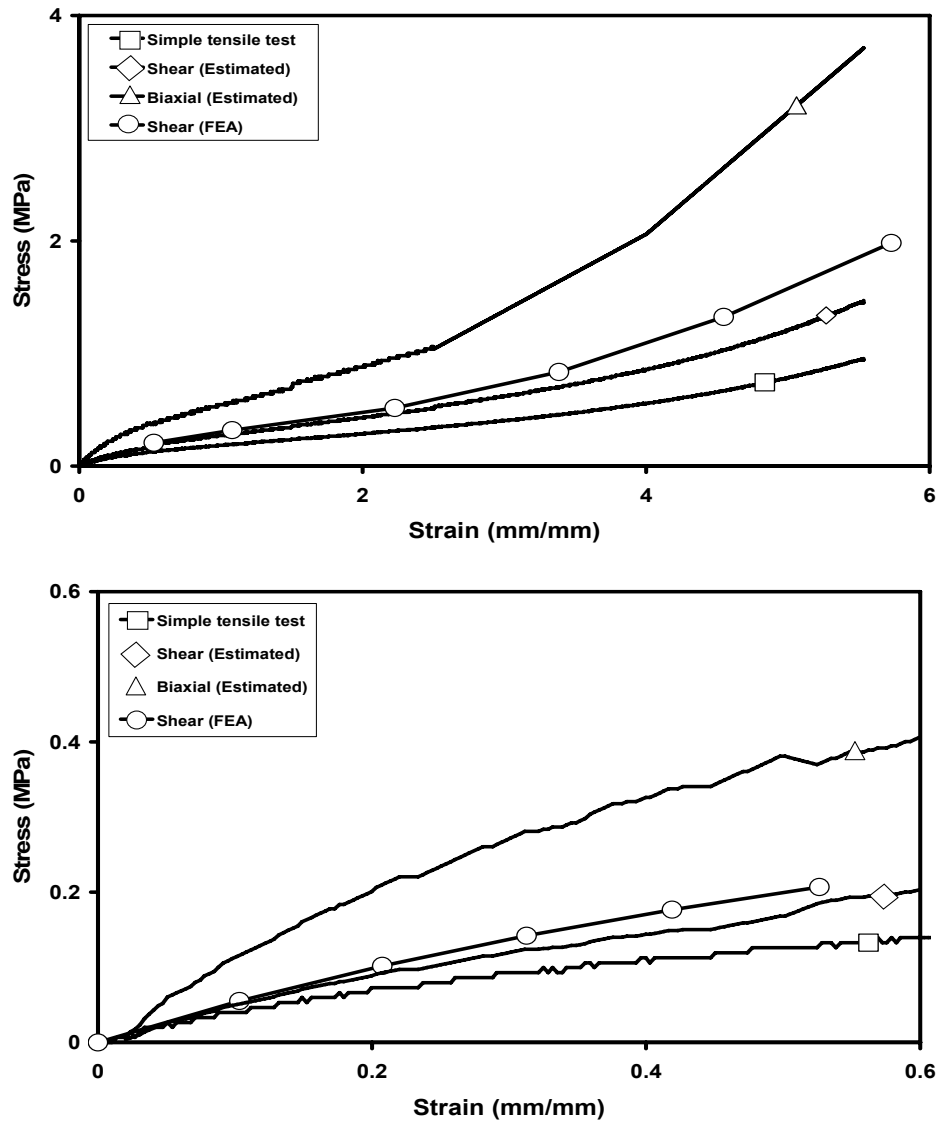 4
Simple tensile test
Shear (Estimated)
Biaxial (Estimated)
Shear (FEA)
Stress (MPa)
2
0
0 2 4 6
Strain (mm/mm)
0.6
Simple tensile test
Shear (Estimated)
Biaxial (Estimated)
Shear (FEA)
0.4
Stress (MPa)
0.2
0
0 0.2 0.4 0.6
Strain (mm/mm)